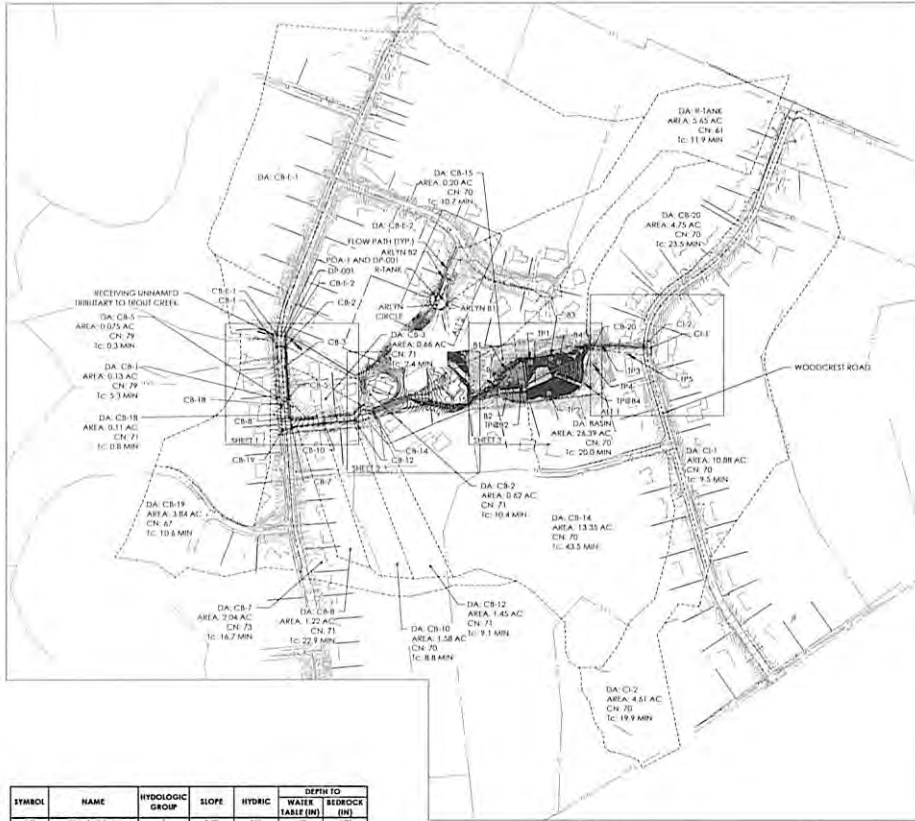 DA: R-TANK
AREA: 5.65 AC
CN: 61
Tc: 11.9 MIN
DA: CB-15
AREA: 0.20 AC
CN: 70
Tc: 10.7 MIN
DA: CB-E-1
DA: CB-20
AREA: 4.75 AC
CN: 70
Tc: 23.5 MIN
DA: CB-E-2
FLOW PATH (TYP.)
ARLYN B2
POA-1 AND DP-001
R-TANK
DP-001
CB-E-2
RECEIVING UNNAMED
TRIBUTARY TO TROUT CREEK
CB-E-1
CB-1
CB-2
ARLYN
CIRCLE
ARLYN B1
B3
DA: CB-5
AREA: 0.075 AC
CN: 79
Tc: 0.3 MIN
CB-3
DA: CB-3
AREA: 0.66 AC
CN: 71
Tc: 7.4 MIN
B1
TP1
B4
CB-20
CI-2
CI-1
DA: CB-1
AREA: 0.13 AC
CN: 79
Tc: 5.3 MIN
CB-5
TP3
TP5
TP4
WOODCREST ROAD
CB-18
TP@B4
ALT 1
DA: CB-18
AREA: 0.11 AC
CN: 71
Tc: 0.8 MIN
CB-8
SHEET 1
CB-19
CB-10
CB-7
SHEET 2
CB-14
CB-12
B2
TP@B2
SHEET 3
TP2
DA: BASIN
AREA: 26.39 AC
CN: 70
Tc: 20.0 MIN
DA: CI-1
AREA: 10.88 AC
CN: 70
Tc: 9.5 MIN
DA: CB-2
AREA: 0.62 AC
CN: 71
Tc: 10.4 MIN
DA: CB-19
AREA: 3.84 AC
CN: 67
Tc: 10.6 MIN
DA: CB-14
AREA: 13.35 AC
CN: 70
Tc: 43.5 MIN
DA: CB-7
AREA: 2.04 AC
CN: 73
Tc: 16.7 MIN
DA: CB-8
AREA: 1.22 AC
CN: 71
Tc: 22.9 MIN
DA: CB-10
AREA: 1.58 AC
CN: 70
Tc: 8.8 MIN
DA: CB-12
AREA: 1.45 AC
CN: 71
Tc: 9.1 MIN
DA: CI-2
AREA: 4.61 AC
CN: 70
Tc: 19.9 MIN
SYMBOL NAME HYDOLOGIC GROUP SLOPE HYDRIC DEPTH TO WATER TABLE (IN) BEDROCK (IN)